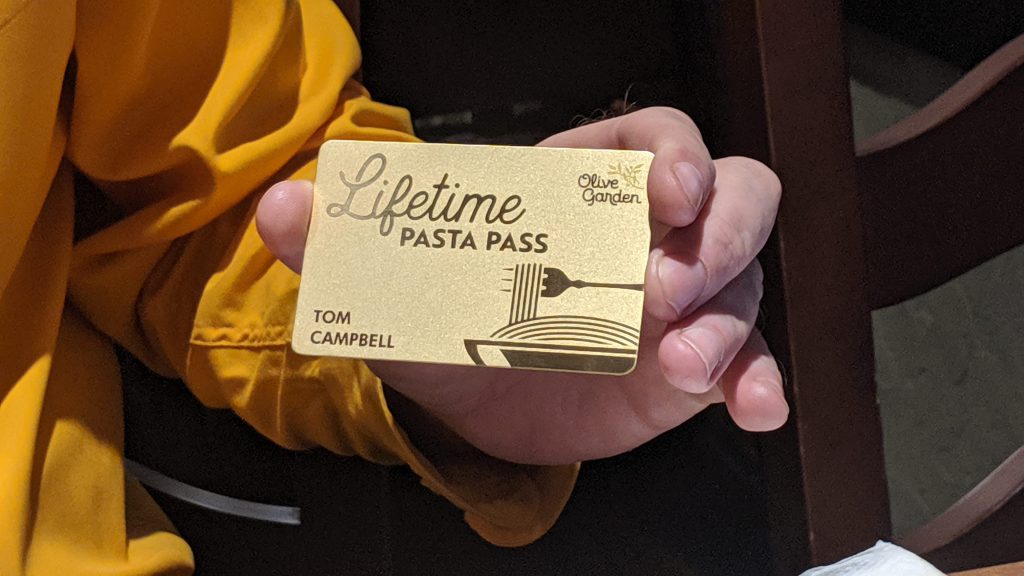 Lifetime
PASTA PASS
Olive
Garden
TOM
CAMPBELL